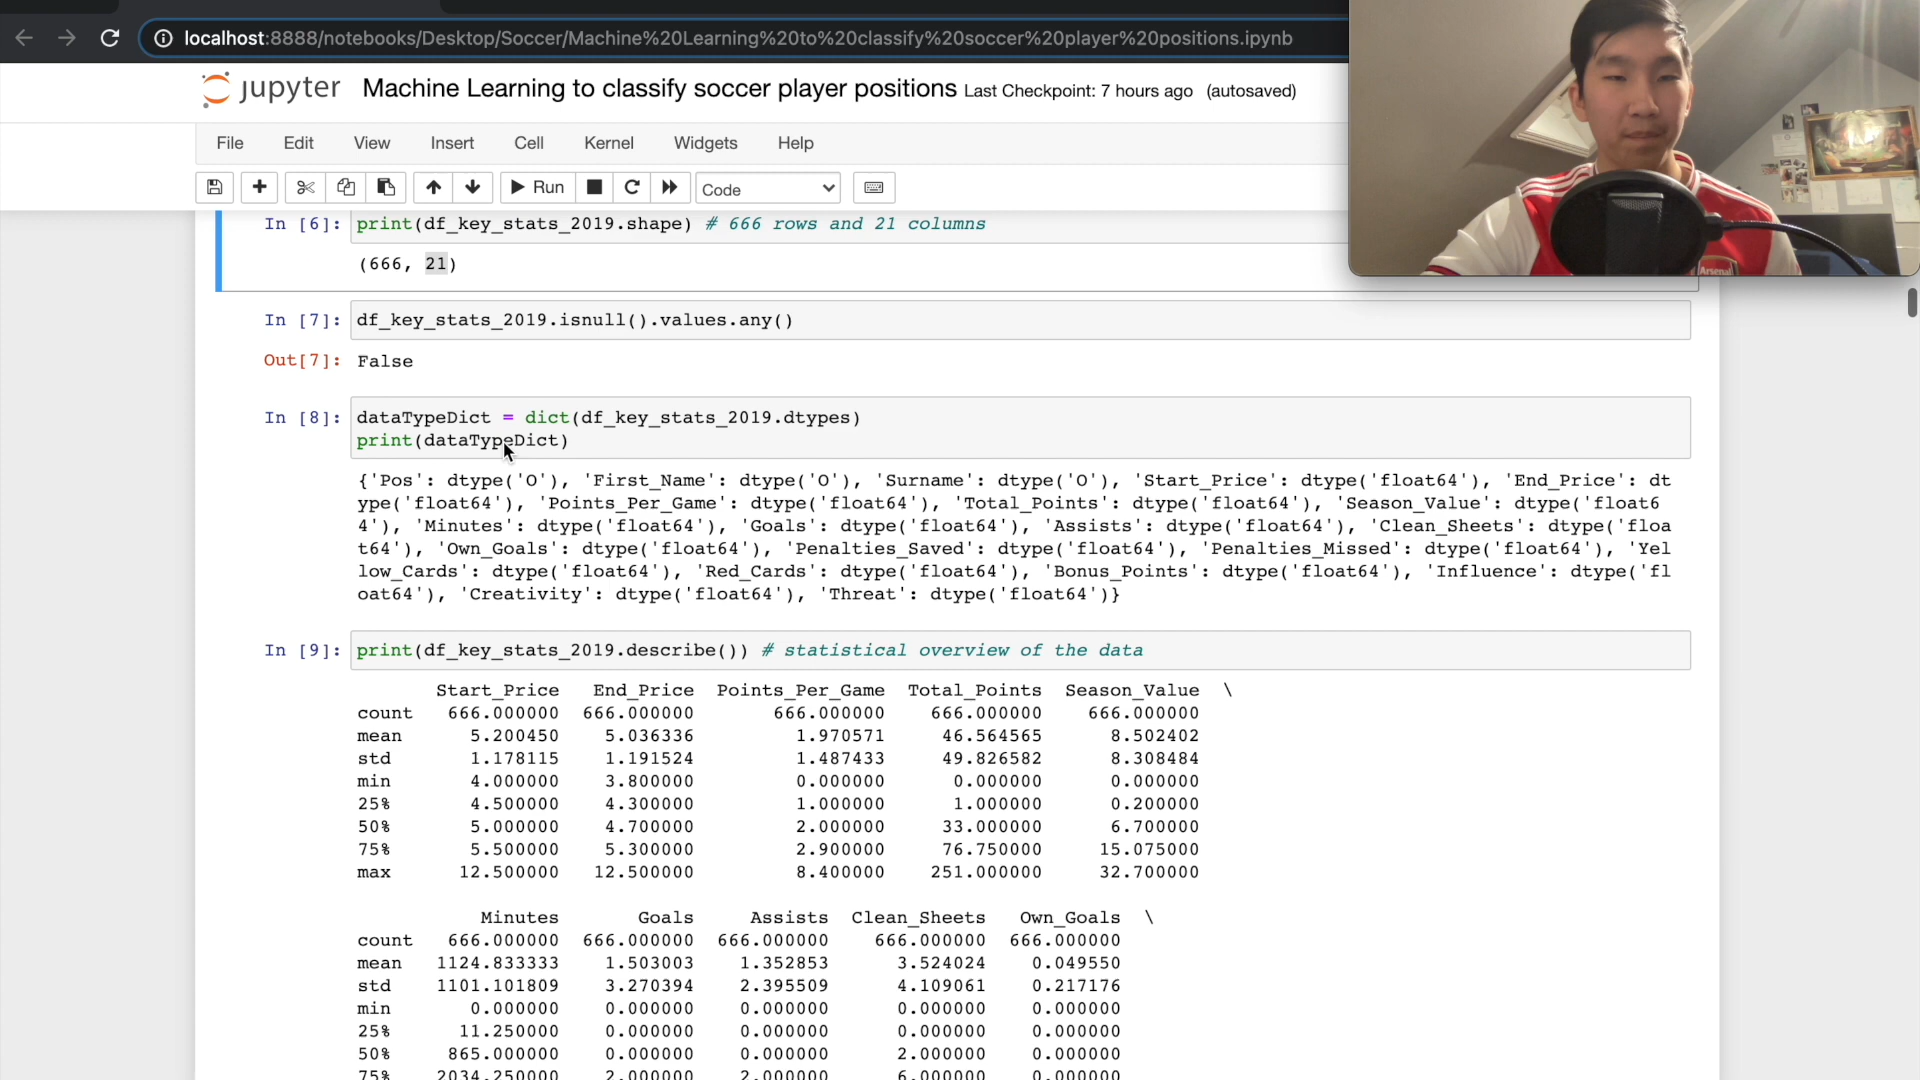 localhost:8888/notebooks/Desktop/Soccer/Machine%20Learning%20to%20classify%20soccer%20player%20positions.ipynb
jupyter Machine Learning to classify soccer player positions Last Checkpoint: 7 hours ago (autosaved)
File Edit View Insert Cell Kernel Widgets Help
Run Code
In [6]: print(df_key_stats_2019.shape) # 666 rows and 21 columns
(666, 21)
Arsenal
In [7]: df_key_stats_2019.isnull().values.any()
Out[7]: False
In [8]: dataTypeDict = dict(df_key_stats_2019.dtypes)
print(dataTypeDict)
{'Pos': dtype('O'), 'First_Name': dtype('O'), 'Surname': dtype('O'), 'Start_Price': dtype('float64'), 'End_Price': dt
ype('float64'), 'Points_Per_Game': dtype('float64'), 'Total_Points': dtype('float64'), 'Season_Value': dtype('float6
4'), 'Minutes': dtype('float64'), 'Goals': dtype('float64'), 'Assists': dtype('float64'), 'Clean_Sheets': dtype('floa
t64'), 'Own_Goals': dtype('float64'), 'Penalties_Saved': dtype('float64'), 'Penalties_Missed': dtype('float64'), 'Yel
low_Cards': dtype('float64'), 'Red_Cards': dtype('float64'), 'Bonus_Points': dtype('float64'), 'Influence': dtype('fl
oat64'), 'Creativity': dtype('float64'), 'Threat': dtype('float64')}
In [9]: print(df_key_stats_2019.describe()) # statistical overview of the data
Start_Price End_Price Points_Per_Game Total_Points Season_Value \
count 666.000000 666.000000 666.000000 666.000000 666.000000
mean 5.200450 5.036336 1.970571 46.564565 8.502402
std 1.178115 1.191524 1.487433 49.826582 8.308484
min 4.000000 3.800000 0.000000 0.000000 0.000000
25% 4.500000 4.300000 1.000000 1.000000 0.200000
50% 5.000000 4.700000 2.000000 33.000000 6.700000
75% 5.500000 5.300000 2.900000 76.750000 15.075000
max 12.500000 12.500000 8.400000 251.000000 32.700000
Minutes Goals Assists Clean_Sheets Own_Goals \
count 666.000000 666.000000 666.000000 666.000000 666.000000
mean 1124.833333 1.503003 1.352853 3.524024 0.049550
std 1101.101809 3.270394 2.395509 4.109061 0.217176
min 0.000000 0.000000 0.000000 0.000000 0.000000
25% 11.250000 0.000000 0.000000 0.000000 0.000000
50% 865.000000 0.000000 0.000000 2.000000 0.000000
75% 2034.250000 2.000000 2.000000 6.000000 0.000000